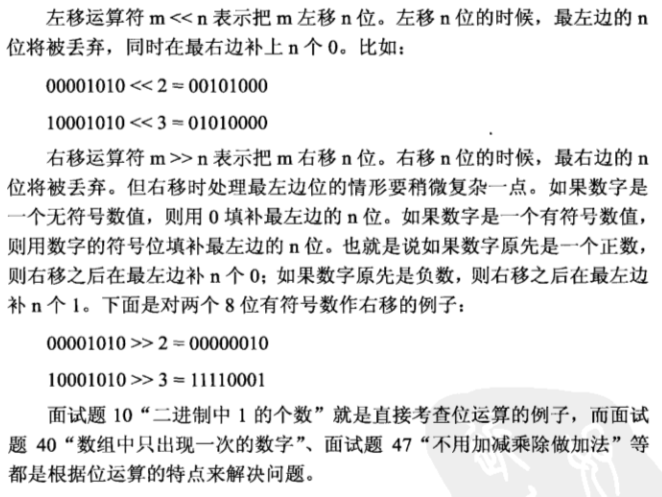 左移运算符 m << n 表示把 m 左移 n 位。左移 n 位的时候，最左边的 n
位将被丢弃，同时在最右边补上 n 个 0。比如：
00001010 << 2 = 00101000
10001010 << 3 = 01010000
右移运算符 m >> n 表示把 m 右移 n 位。右移 n 位的时候，最右边的 n
位将被丢弃。但右移时处理最左边位的情形要稍微复杂一点。如果数字是
一个无符号数值，则用 0 填补最左边的 n 位。如果数字是一个有符号数值，
则用数字的符号位填补最左边的 n 位。也就是说如果数字原先是一个正数，
则右移之后在最左边补 n 个 0；如果数字原先是负数，则右移之后在最左边
补 n 个 1。下面是对两个 8 位有符号数作右移的例子：
00001010 >> 2 = 00000010
10001010 >> 3 = 11110001
面试题 10“二进制中 1 的个数”就是直接考查位运算的例子，而面试
题 40“数组中只出现一次的数字”、面试题 47“不用加减乘除做加法”等
都是根据位运算的特点来解决问题。